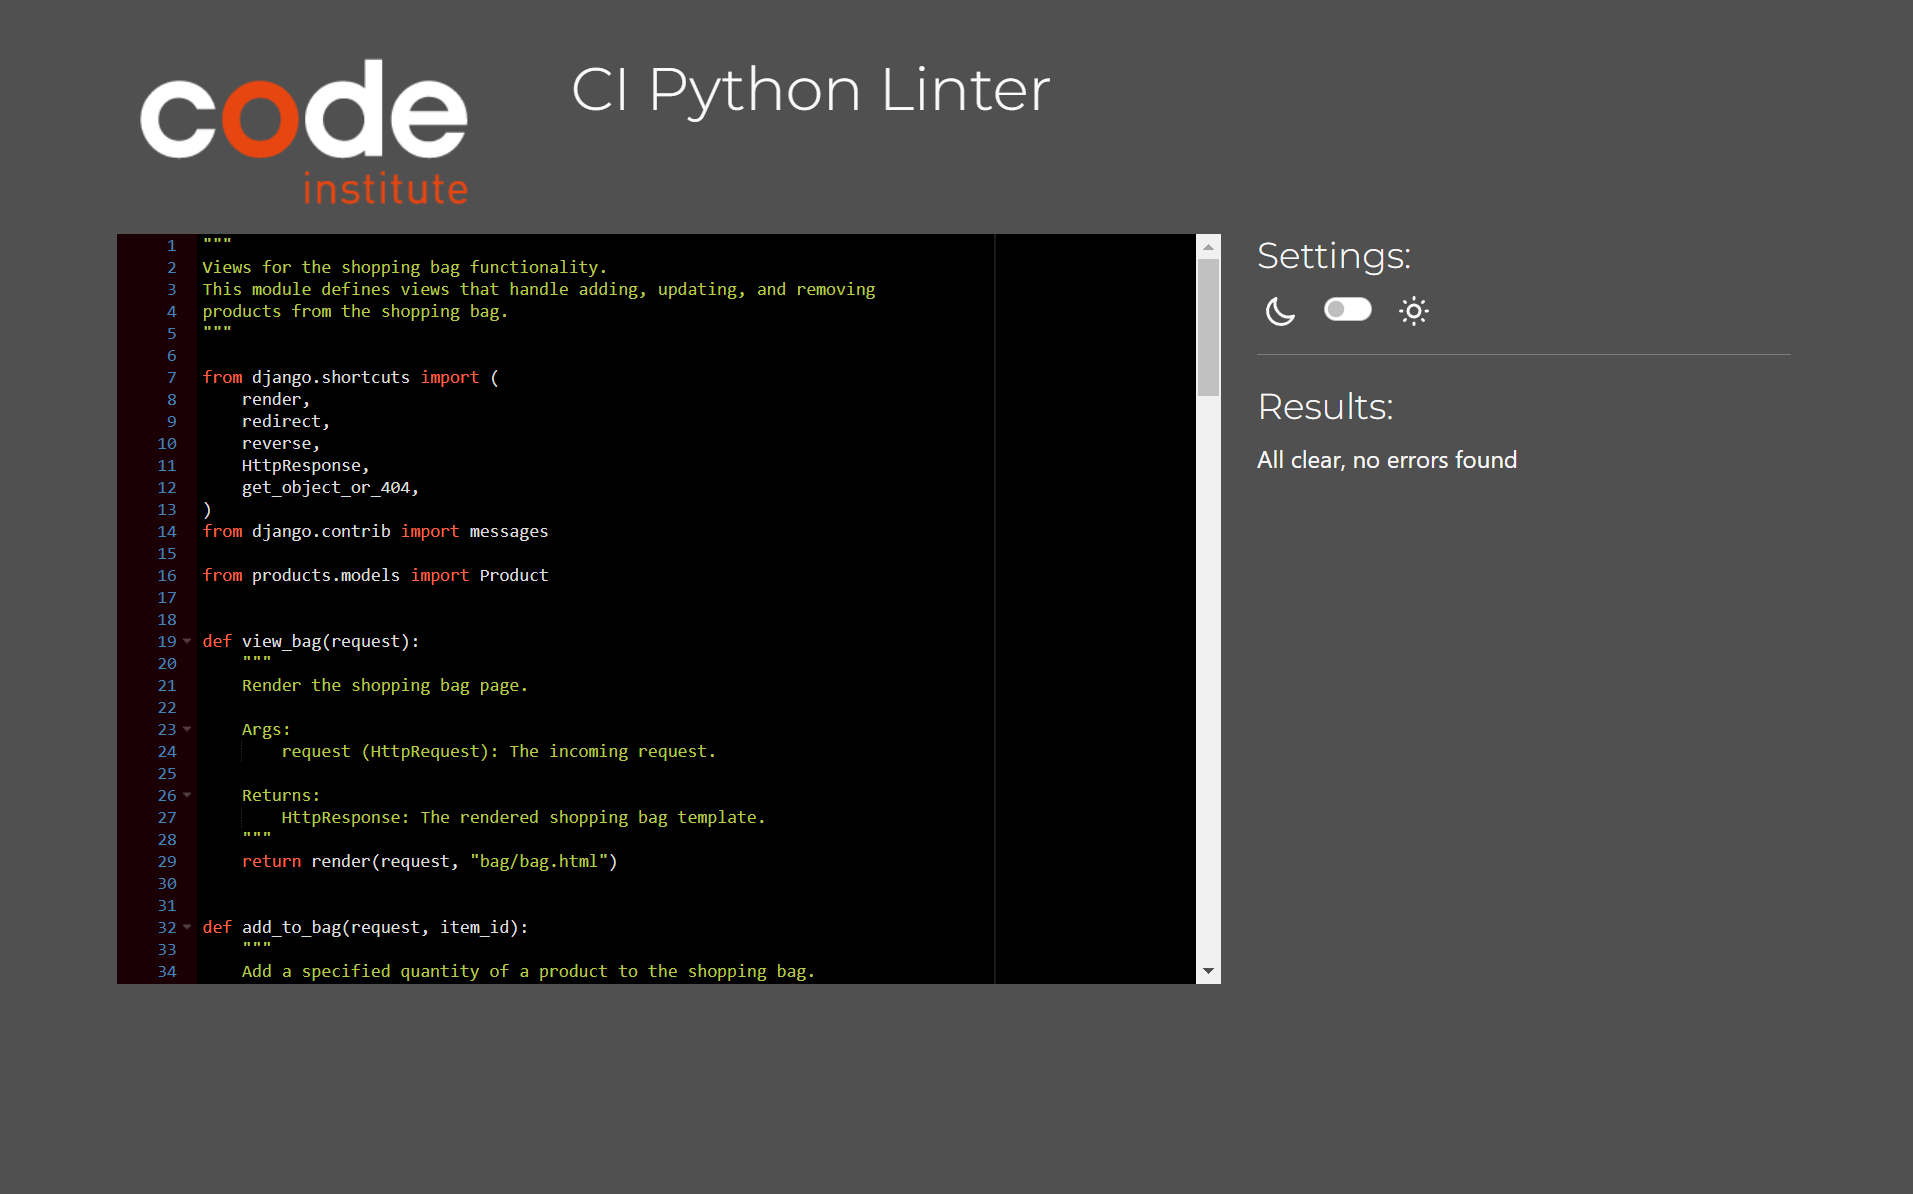 code
institute
CI Python Linter
1 """
2 Views for the shopping bag functionality.
3 This module defines views that handle adding, updating, and removing
4 products from the shopping bag.
5 """
6
7 from django.shortcuts import (
8     render,
9     redirect,
10     reverse,
11     HttpResponse,
12     get_object_or_404,
13 )
14 from django.contrib import messages
15
16 from products.models import Product
17
18
19 def view_bag(request):
20     """
21     Render the shopping bag page.
22
23     Args:
24         request (HttpRequest): The incoming request.
25
26     Returns:
27         HttpResponse: The rendered shopping bag template.
28     """
29     return render(request, "bag/bag.html")
30
31
32 def add_to_bag(request, item_id):
33     """
34     Add a specified quantity of a product to the shopping bag.
Settings:
Results:
All clear, no errors found